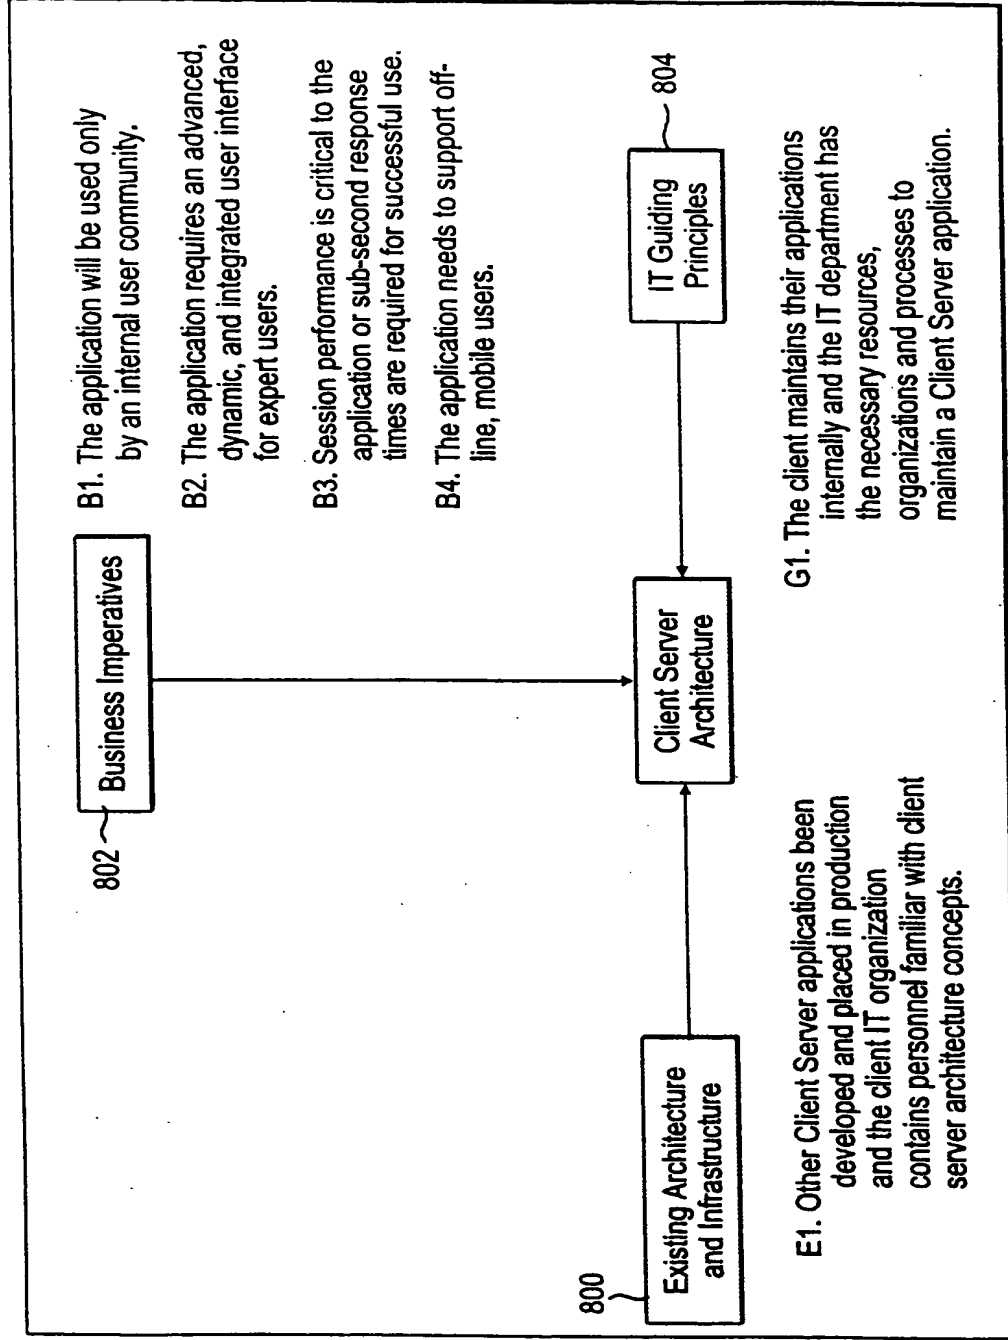 802
Business Imperatives
B1. The application will be used only
by an internal user community.
B2. The application requires an advanced,
dynamic, and integrated user interface
for expert users.
B3. Session performance is critical to the
application or sub-second response
times are required for successful use.
B4. The application needs to support off-
line, mobile users.
800
Existing Architecture
and Infrastructure
Client Server
Architecture
IT Guiding
Principles
804
E1. Other Client Server applications been
developed and placed in production
and the client IT organization
contains personnel familiar with client
server architecture concepts.
G1. The client maintains their applications
internally and the IT department has
the necessary resources,
organizations and processes to
maintain a Client Server application.